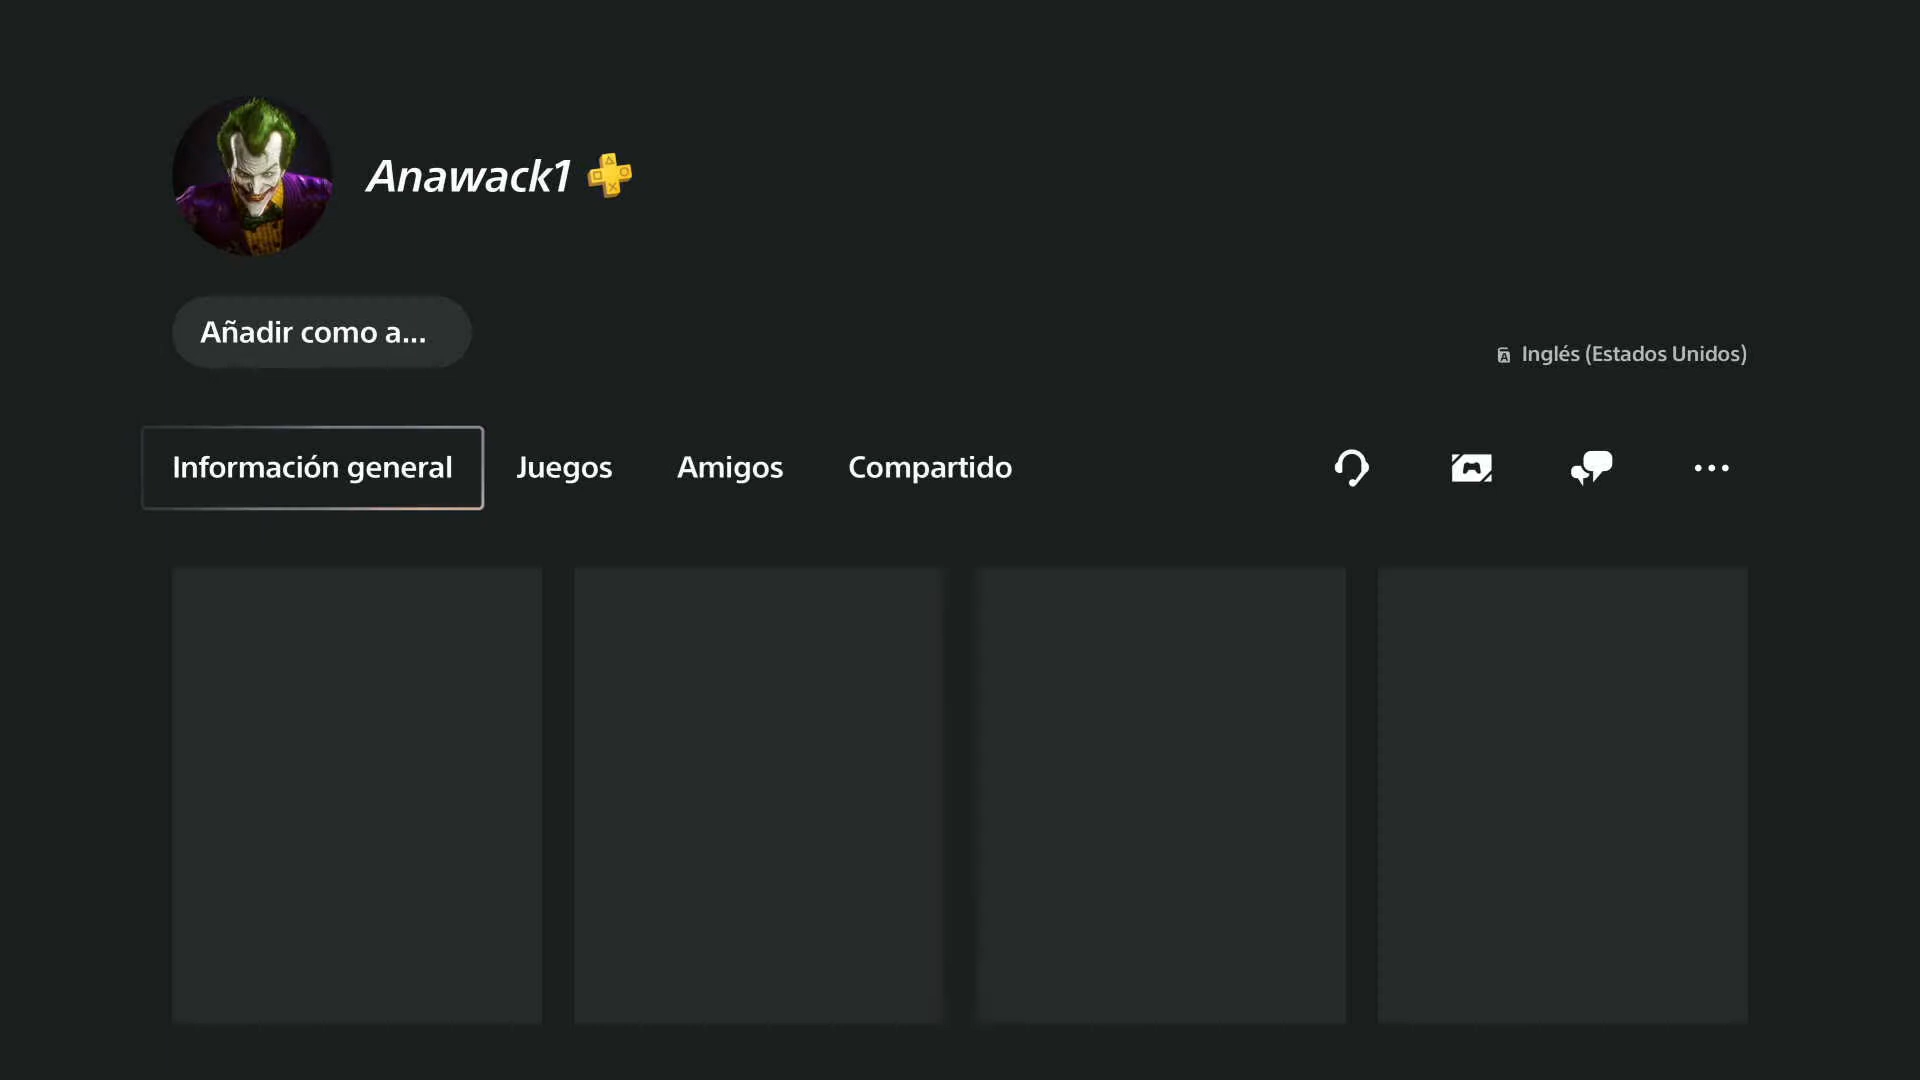 Anawack1
Añadir como a...
Inglés (Estados Unidos)
Información general
Juegos
Amigos
Compartido